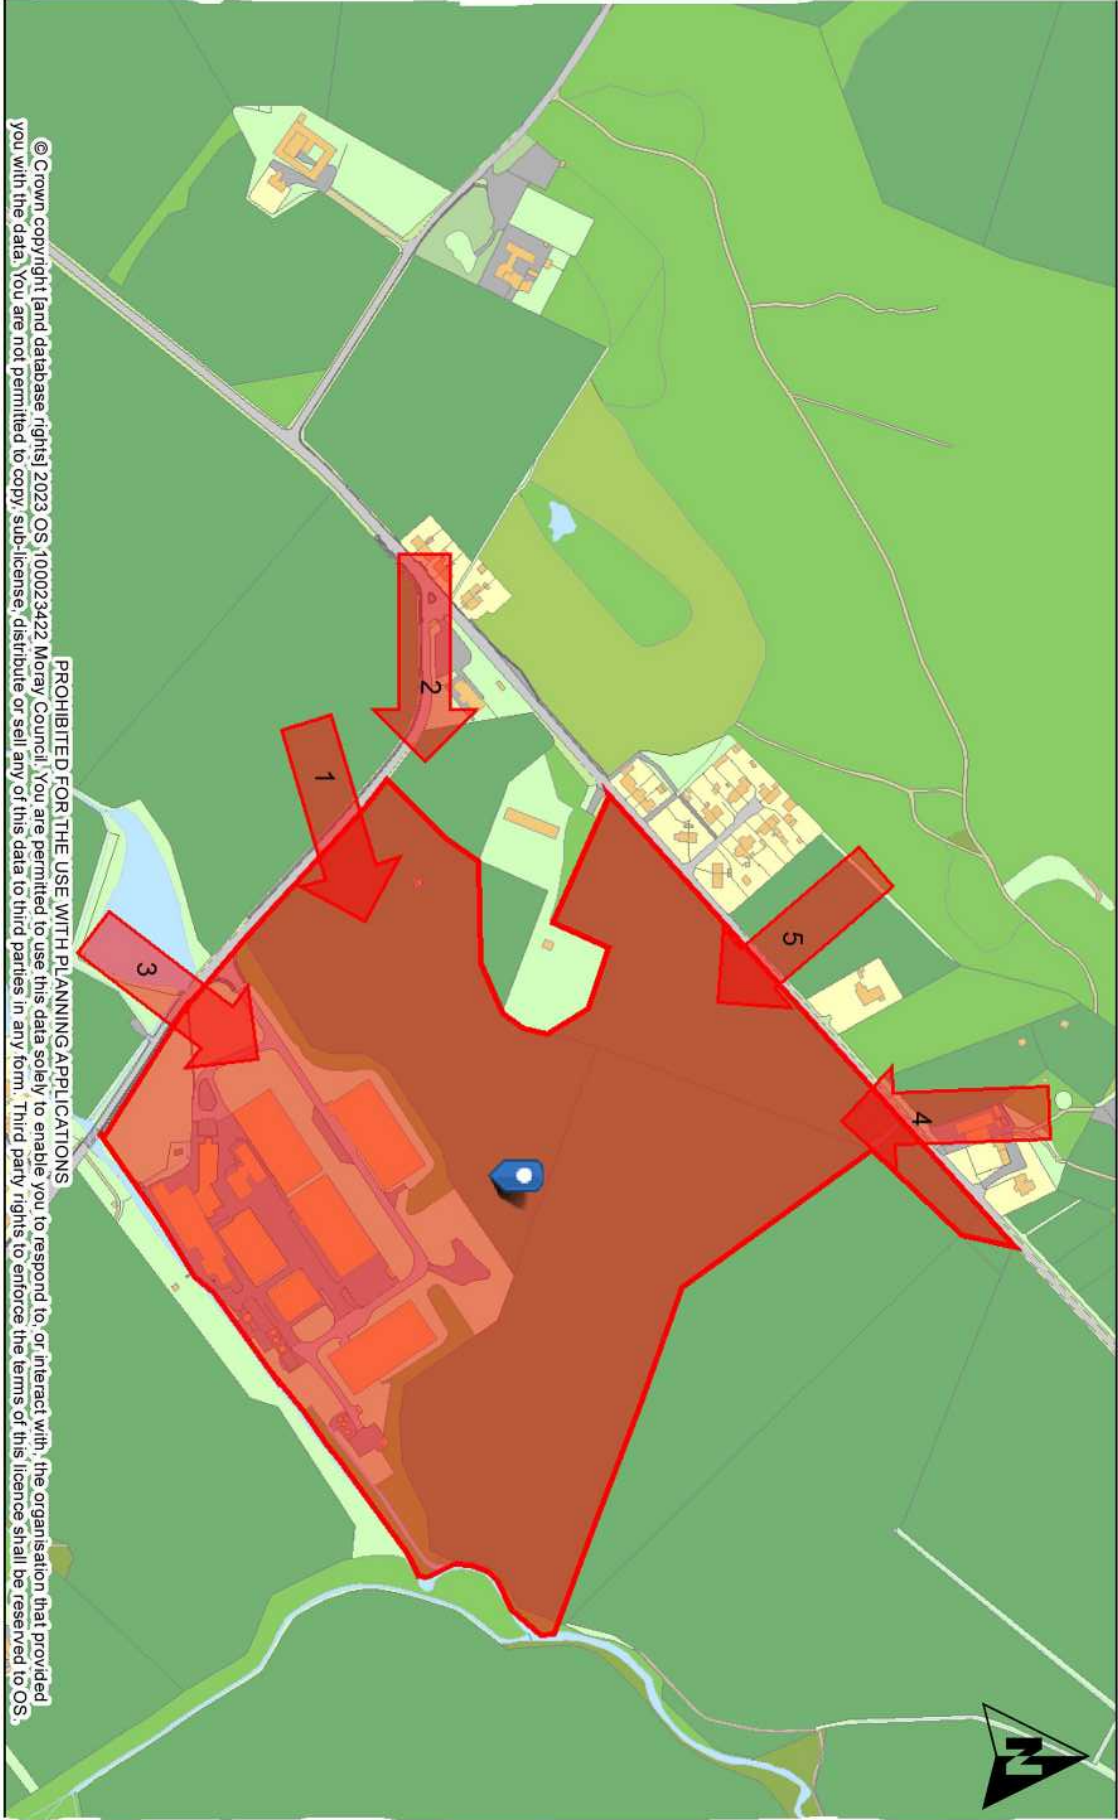 2
1
3
5
4
N
PROHIBITED FOR THE USE WITH PLANNING APPLICATIONS
© Crown copyright [and database rights] 2023 OS 100023422 Moray Council. You are permitted to use this data solely to enable you to respond to, or interact with, the organisation that provided
you with the data. You are not permitted to copy, sub-license, distribute or sell any of this data to third parties in any form. Third party rights to enforce the terms of this licence shall be reserved to OS.